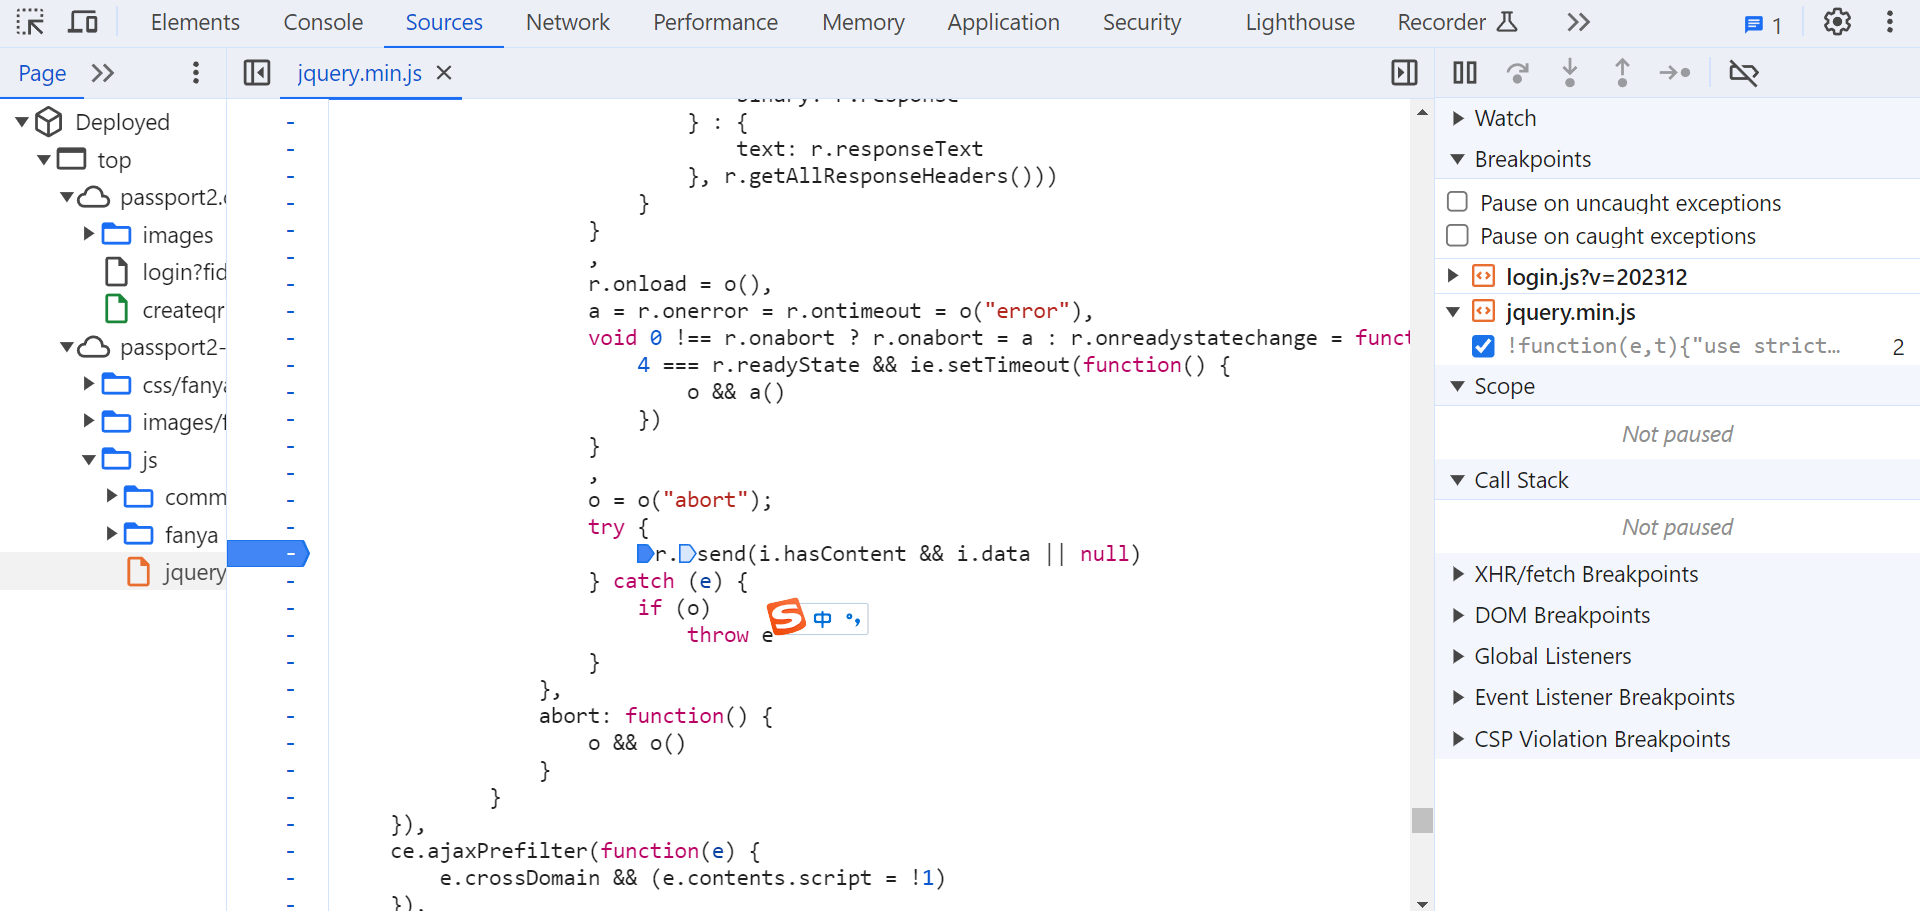 Elements Console Sources Network Performance Memory Application Security Lighthouse Recorder 1
Page jquery.min.js
Deployed
top
passport2.
images
login?fid
createqr
passport2-
css/fany
images/f
js
comm
fanya
jquery
} : {
text: r.responseText
}, r.getAllResponseHeaders()))
}
}
,
r.onload = o(),
a = r.onerror = r.ontimeout = o("error"),
void 0 !== r.onabort ? r.onabort = a : r.onreadystatechange = funct
4 === r.readyState && ie.setTimeout(function() {
o && a()
})
}
,
o = o("abort");
try {
r.send(i.hasContent && i.data || null)
} catch (e) {
if (o)
throw e
}
},
abort: function() {
o && o()
}
}
}),
ce.ajaxPrefilter(function(e) {
e.crossDomain && (e.contents.script = !1)
}),
S 中 °,
Watch
Breakpoints
Pause on uncaught exceptions
Pause on caught exceptions
login.js?v=202312
jquery.min.js
!function(e,t){"use strict… 2
Scope
Not paused
Call Stack
Not paused
XHR/fetch Breakpoints
DOM Breakpoints
Global Listeners
Event Listener Breakpoints
CSP Violation Breakpoints